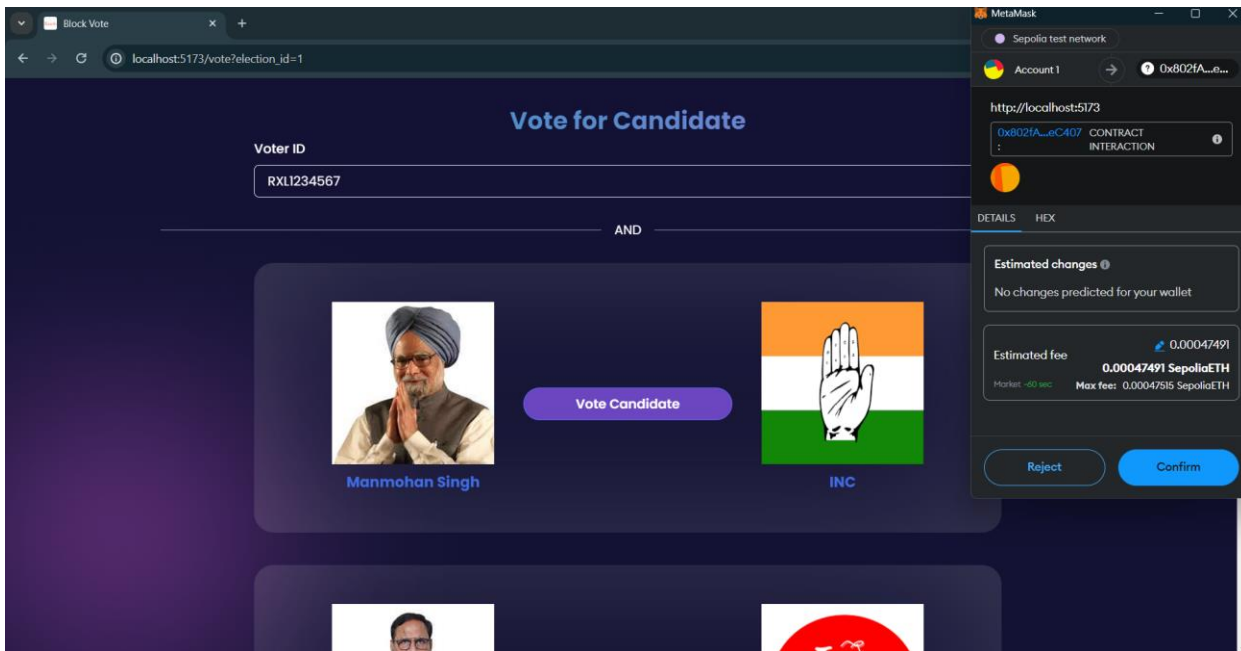 Block Vote
localhost:5173/vote?election_id=1
Vote for Candidate
Voter ID
RXL1234567
AND
Vote Candidate
Manmohan Singh
INC
MetaMask
Sepolia test network
Account 1
0x802fA...e...
http://localhost:5173
0x802fA...eC407 CONTRACT
: INTERACTION
DETAILS HEX
Estimated changes
No changes predicted for your wallet
0.00047491
Estimated fee
0.00047491 SepoliaETH
Market ~60 sec Max fee: 0.00047515 SepoliaETH
Reject Confirm